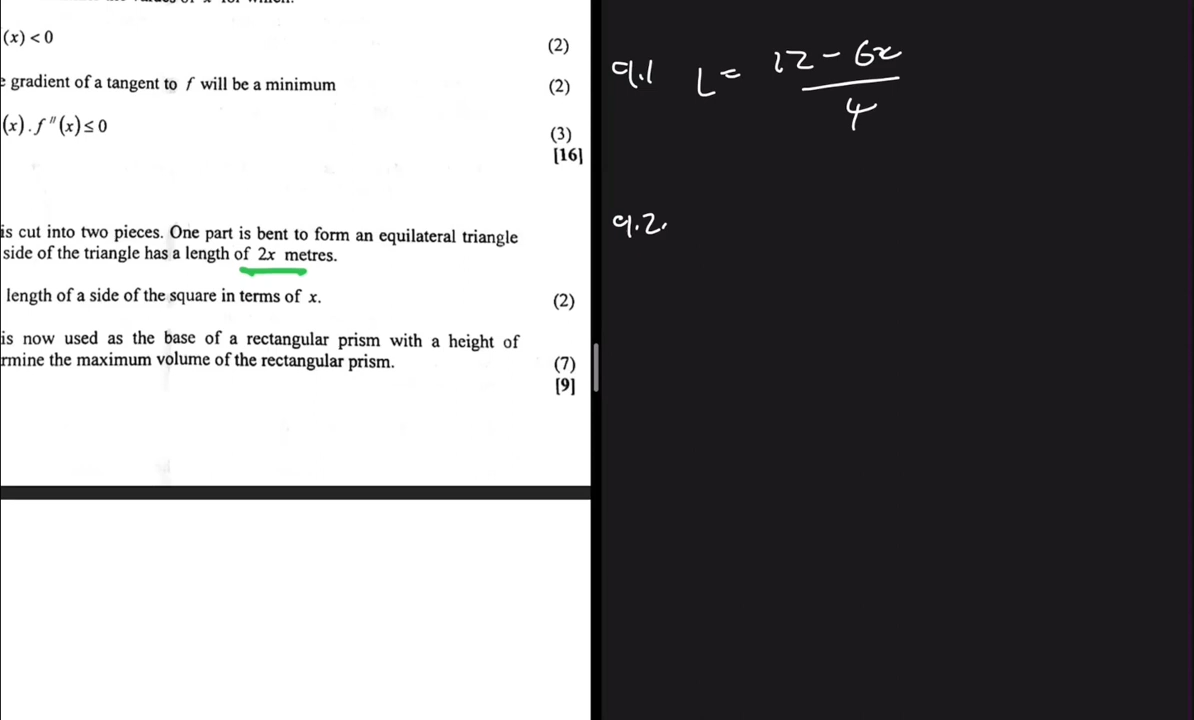 (x) < 0 (2)
e gradient of a tangent to f will be a minimum (2)
(x) . f "(x) ≤ 0 (3)
[16]
is cut into two pieces. One part is bent to form an equilateral triangle
side of the triangle has a length of 2x metres.
length of a side of the square in terms of x. (2)
is now used as the base of a rectangular prism with a height of
rmine the maximum volume of the rectangular prism. (7)
[9]
9.1 L = 12 - 6x / 4
9.2.